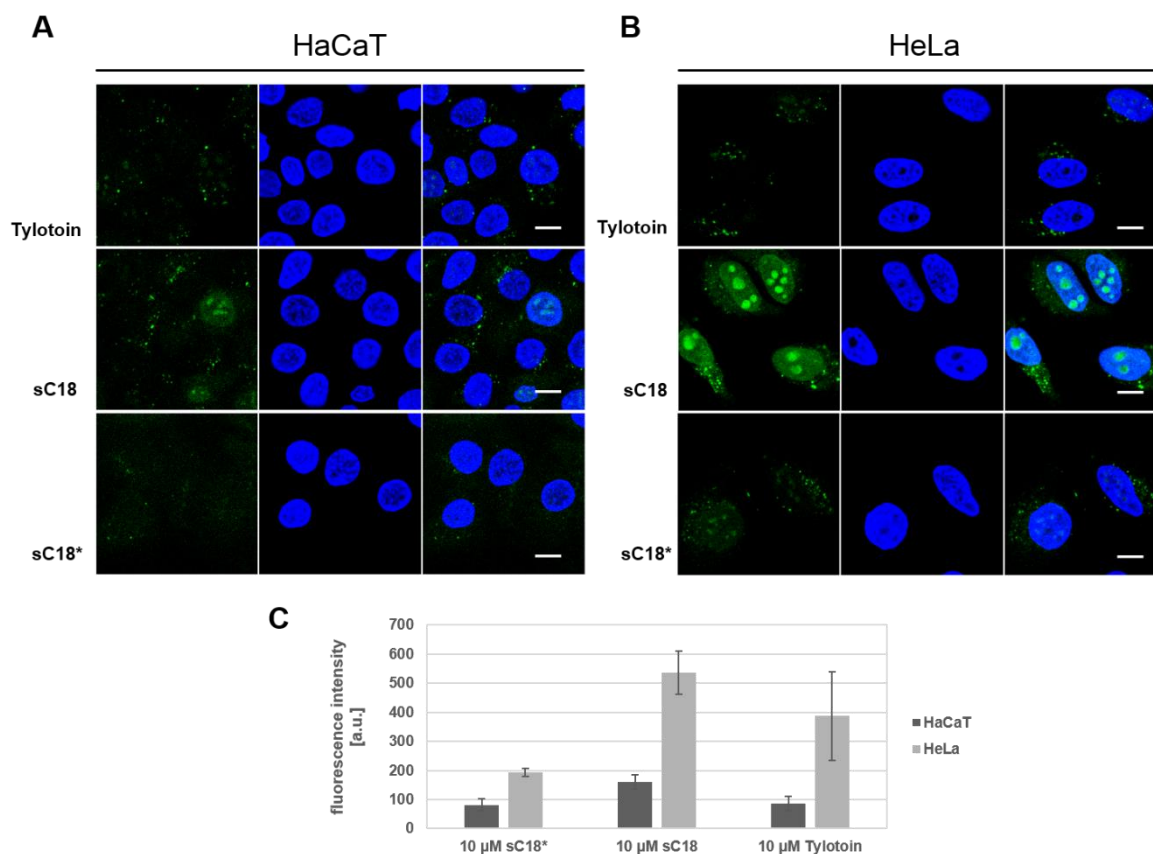 A
HaCaT
Tylotoin
sC18
sC18*
B
HeLa
Tylotoin
sC18
sC18*
C
fluorescence intensity
[a.u.]
700
600
500
400
300
200
100
0
10 µM sC18*
10 µM sC18
10 µM Tylotoin
HaCaT
HeLa